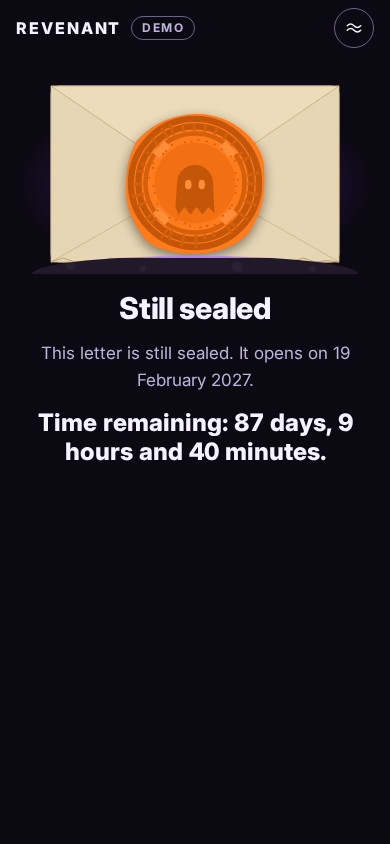 REVENANT DEMO
Still sealed
This letter is still sealed. It opens on 19
February 2027.
Time remaining: 87 days, 9
hours and 40 minutes.